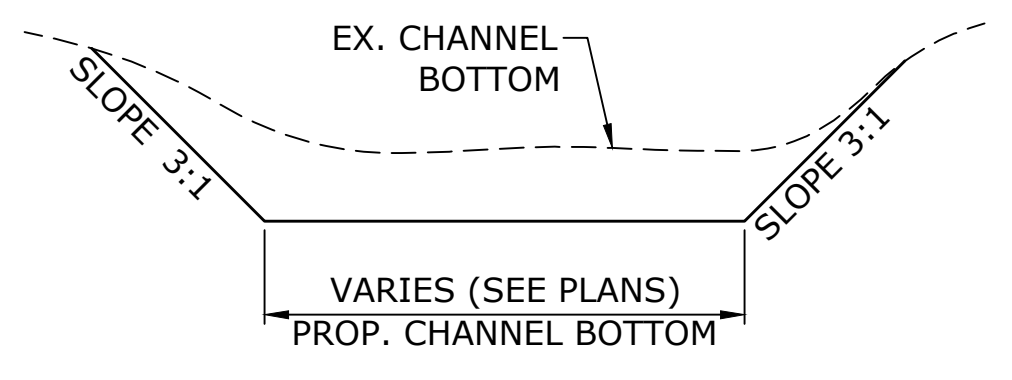 EX. CHANNEL
BOTTOM
SLOPE 3:1
SLOPE 3:1
VARIES (SEE PLANS)
PROP. CHANNEL BOTTOM